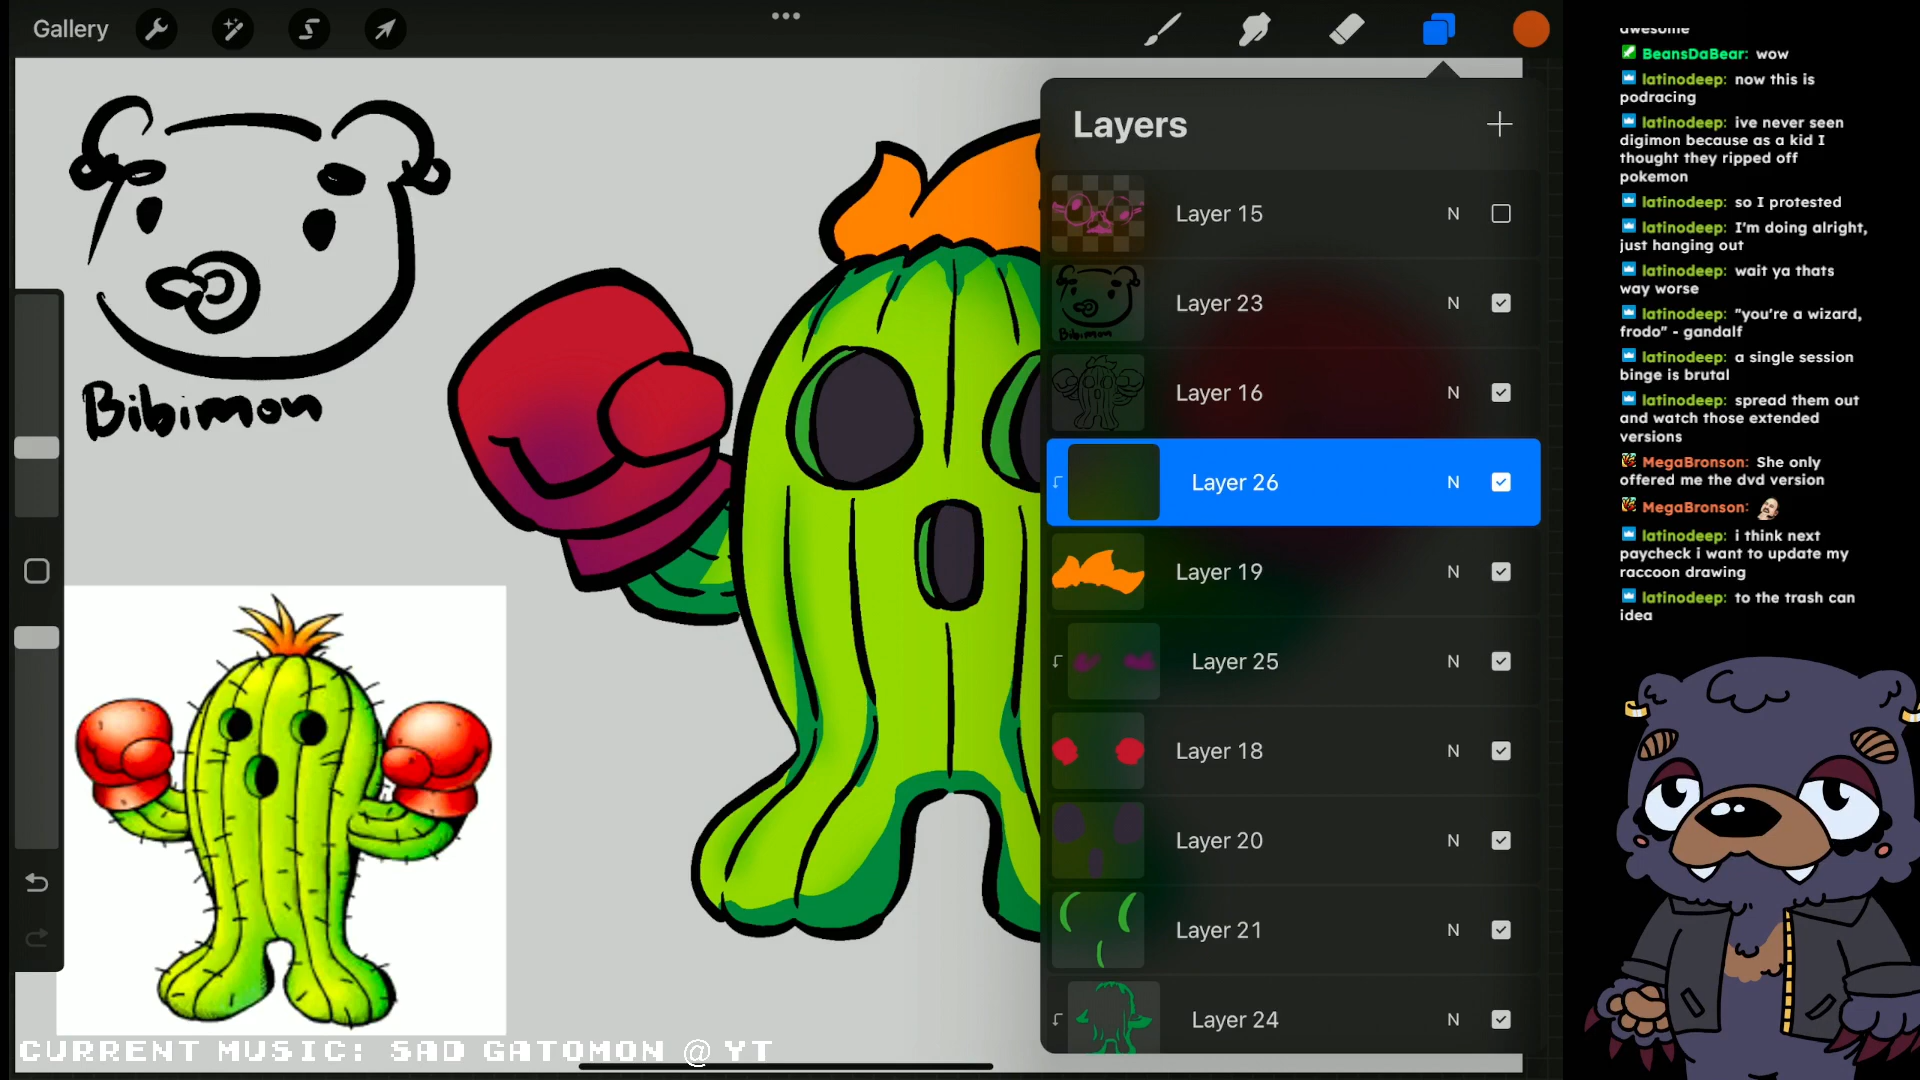 Gallery
Layers
Layer 15 N
Layer 23 N
Layer 16 N
Layer 26 N
Layer 19 N
Layer 25 N
Layer 18 N
Layer 20 N
Layer 21 N
Layer 24 N
Bibimon
Bibimon
CURRENT MUSIC: SAD GATOMON @ YT
awesome
BeansDaBear: wow
latinodeep: now this is
podracing
latinodeep: ive never seen
digimon because as a kid I
thought they ripped off
pokemon
latinodeep: so I protested
latinodeep: I'm doing alright,
just hanging out
latinodeep: wait ya thats
way worse
latinodeep: "you're a wizard,
frodo" - gandalf
latinodeep: a single session
binge is brutal
latinodeep: spread them out
and watch those extended
versions
MegaBronson: She only
offered me the dvd version
MegaBronson:
latinodeep: i think next
paycheck i want to update my
raccoon drawing
latinodeep: to the trash can
idea